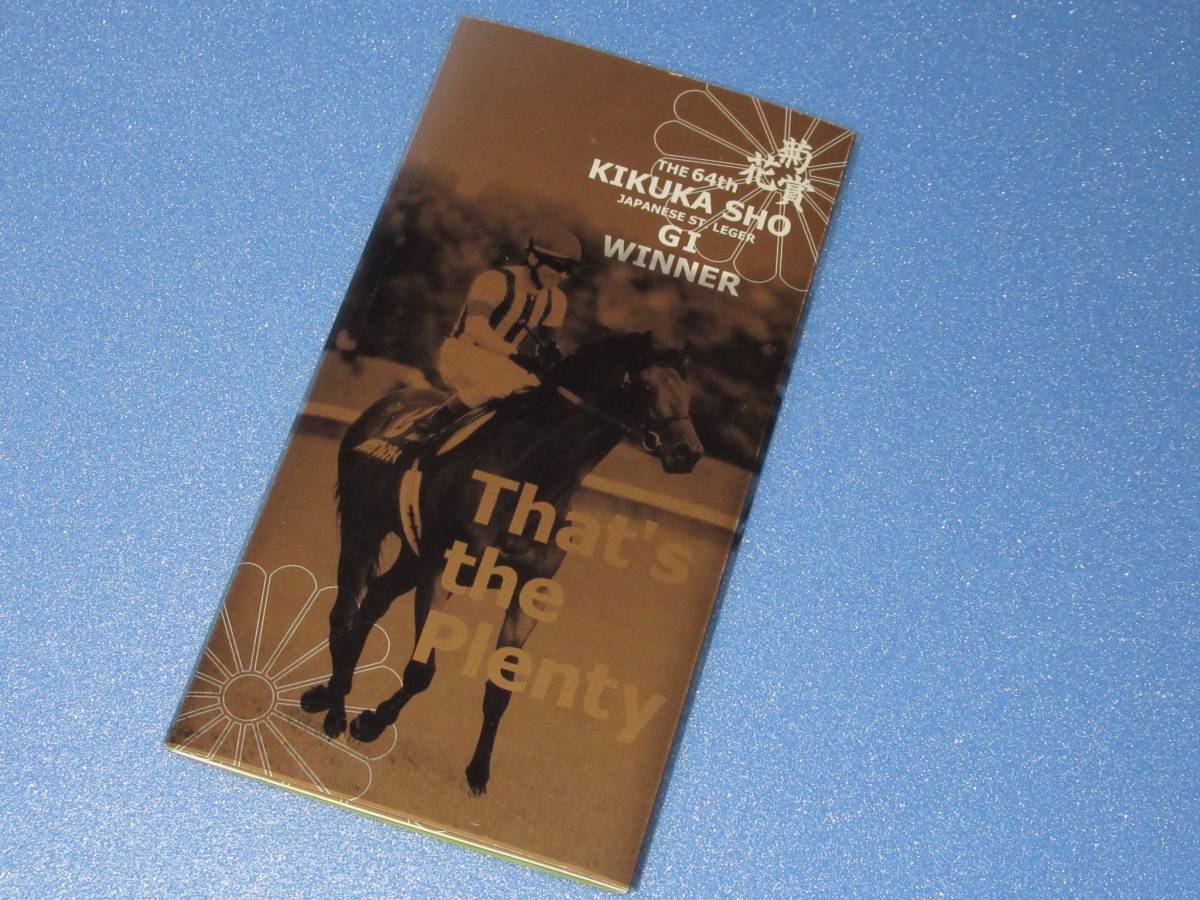 菊花賞
THE 64th
KIKUKA SHO
JAPANESE ST. LEGER
GI
WINNER
That's
the
Plenty